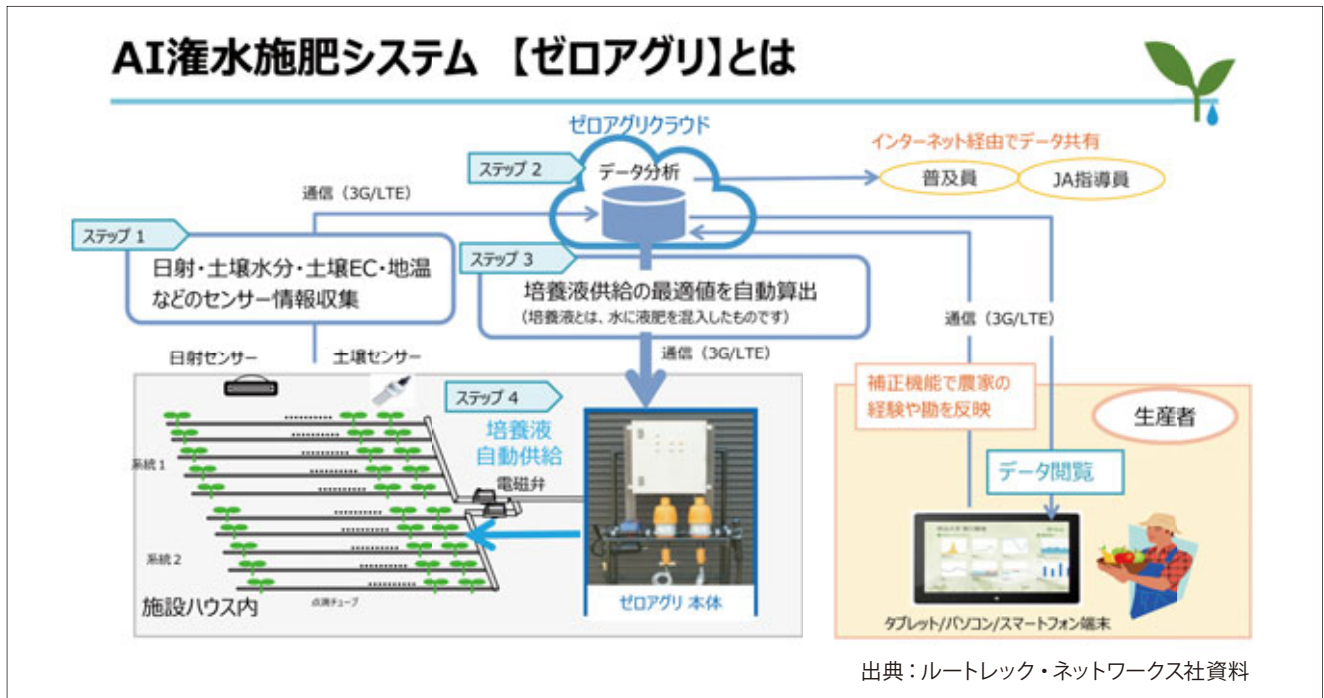 AI潅水施肥システム 【ゼロアグリ】とは
ゼロアグリクラウド
ステップ 2
データ分析
インターネット経由でデータ共有
普及員
JA指導員
通信（3G/LTE）
ステップ 1
日射・土壌水分・土壌EC・地温
などのセンサー情報収集
ステップ 3
培養液供給の最適値を自動算出
（培養液とは、水に液肥を混入したものです）
通信（3G/LTE）
通信（3G/LTE）
日射センサー
土壌センサー
ステップ 4
培養液
自動供給
電磁弁
系統1
系統2
施設ハウス内
点滴チューブ
ゼロアグリ 本体
補正機能で農家の
経験や勘を反映
生産者
データ閲覧
タブレット/パソコン/スマートフォン端末
出典：ルートレック・ネットワークス社資料